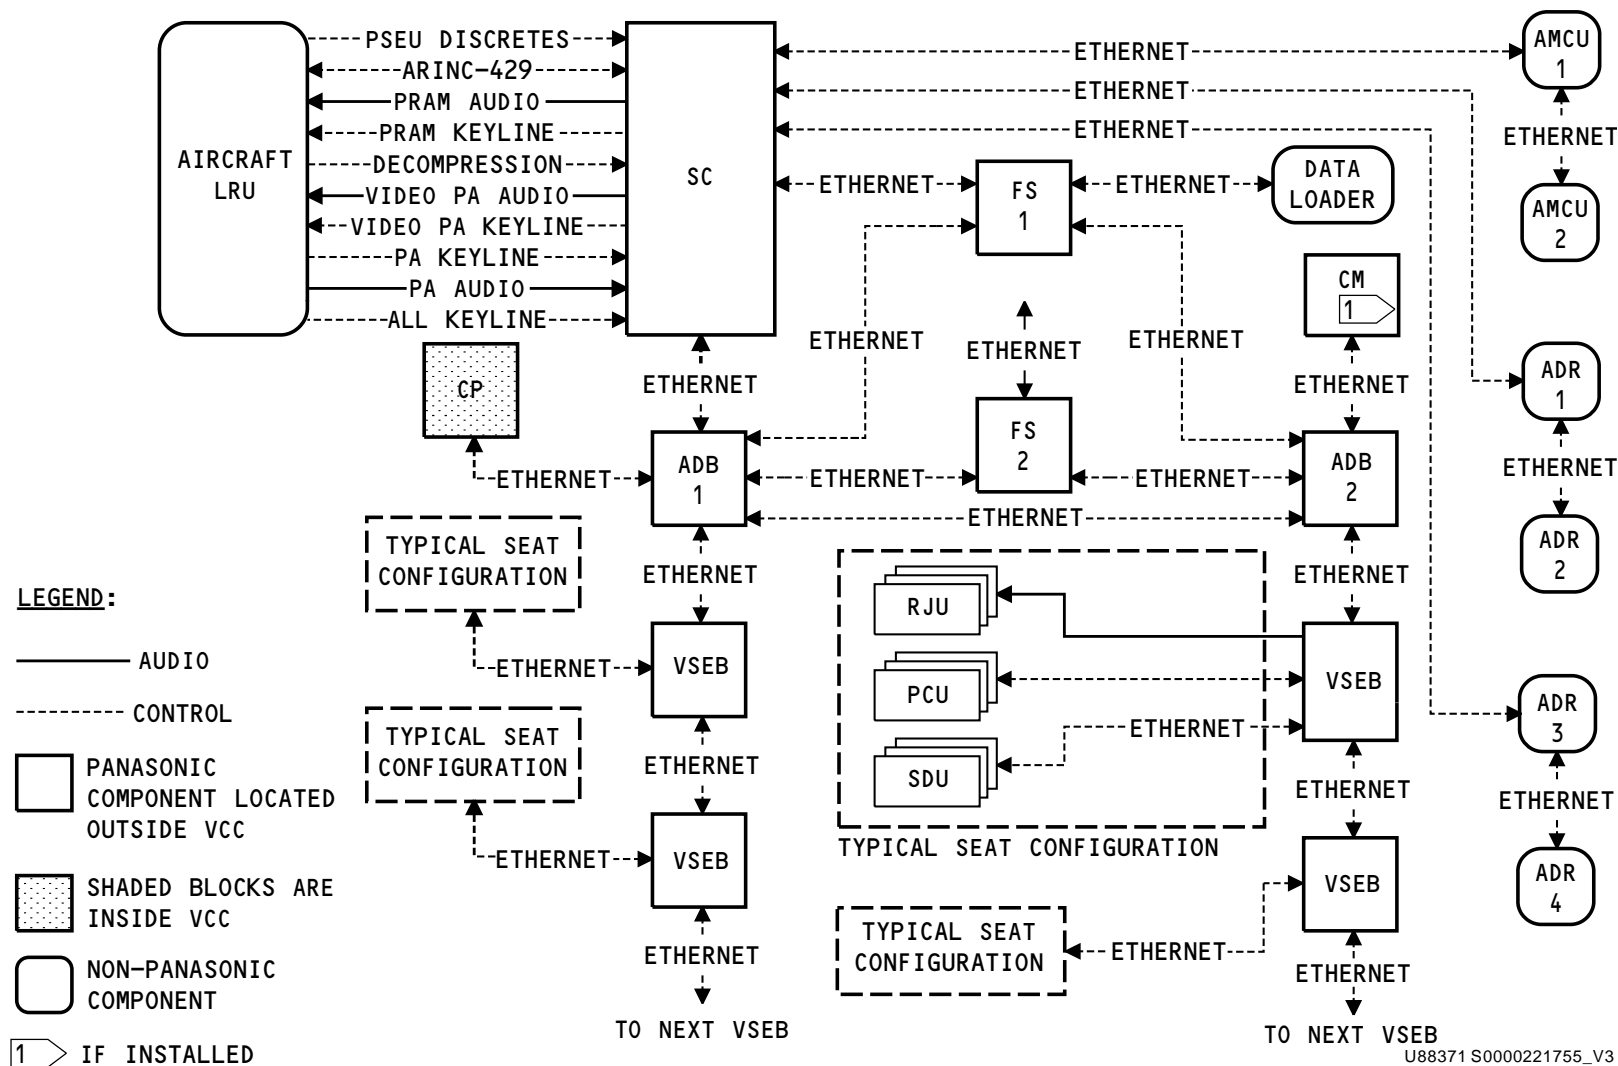 PSEU DISCRETES
ARINC-429
PRAM AUDIO
PRAM KEYLINE
DECOMPRESSION
VIDEO PA AUDIO
VIDEO PA KEYLINE
PA KEYLINE
PA AUDIO
ALL KEYLINE
AIRCRAFT
LRU
SC
ETHERNET
ETHERNET
ETHERNET
ETHERNET
FS
1
ETHERNET
DATA
LOADER
AMCU
1
ETHERNET
AMCU
2
CM
1
ETHERNET
ETHERNET
ETHERNET
CP
ETHERNET
ETHERNET
ADR
1
ETHERNET
ADR
2
FS
2
ETHERNET
ADB
1
ETHERNET
ETHERNET
ADB
2
ETHERNET
TYPICAL SEAT
CONFIGURATION
ETHERNET
ETHERNET
ETHERNET
VSEB
TYPICAL SEAT
CONFIGURATION
ETHERNET
ETHERNET
VSEB
ETHERNET
TO NEXT VSEB
RJU
PCU
SDU
ETHERNET
VSEB
TYPICAL SEAT CONFIGURATION
ETHERNET
VSEB
TYPICAL SEAT
CONFIGURATION
ETHERNET
ETHERNET
TO NEXT VSEB
ADR
3
ETHERNET
ADR
4
LEGEND:
AUDIO
CONTROL
PANASONIC
COMPONENT LOCATED
OUTSIDE VCC
SHADED BLOCKS ARE
INSIDE VCC
NON-PANASONIC
COMPONENT
1 IF INSTALLED
U88371 S0000221755_V3